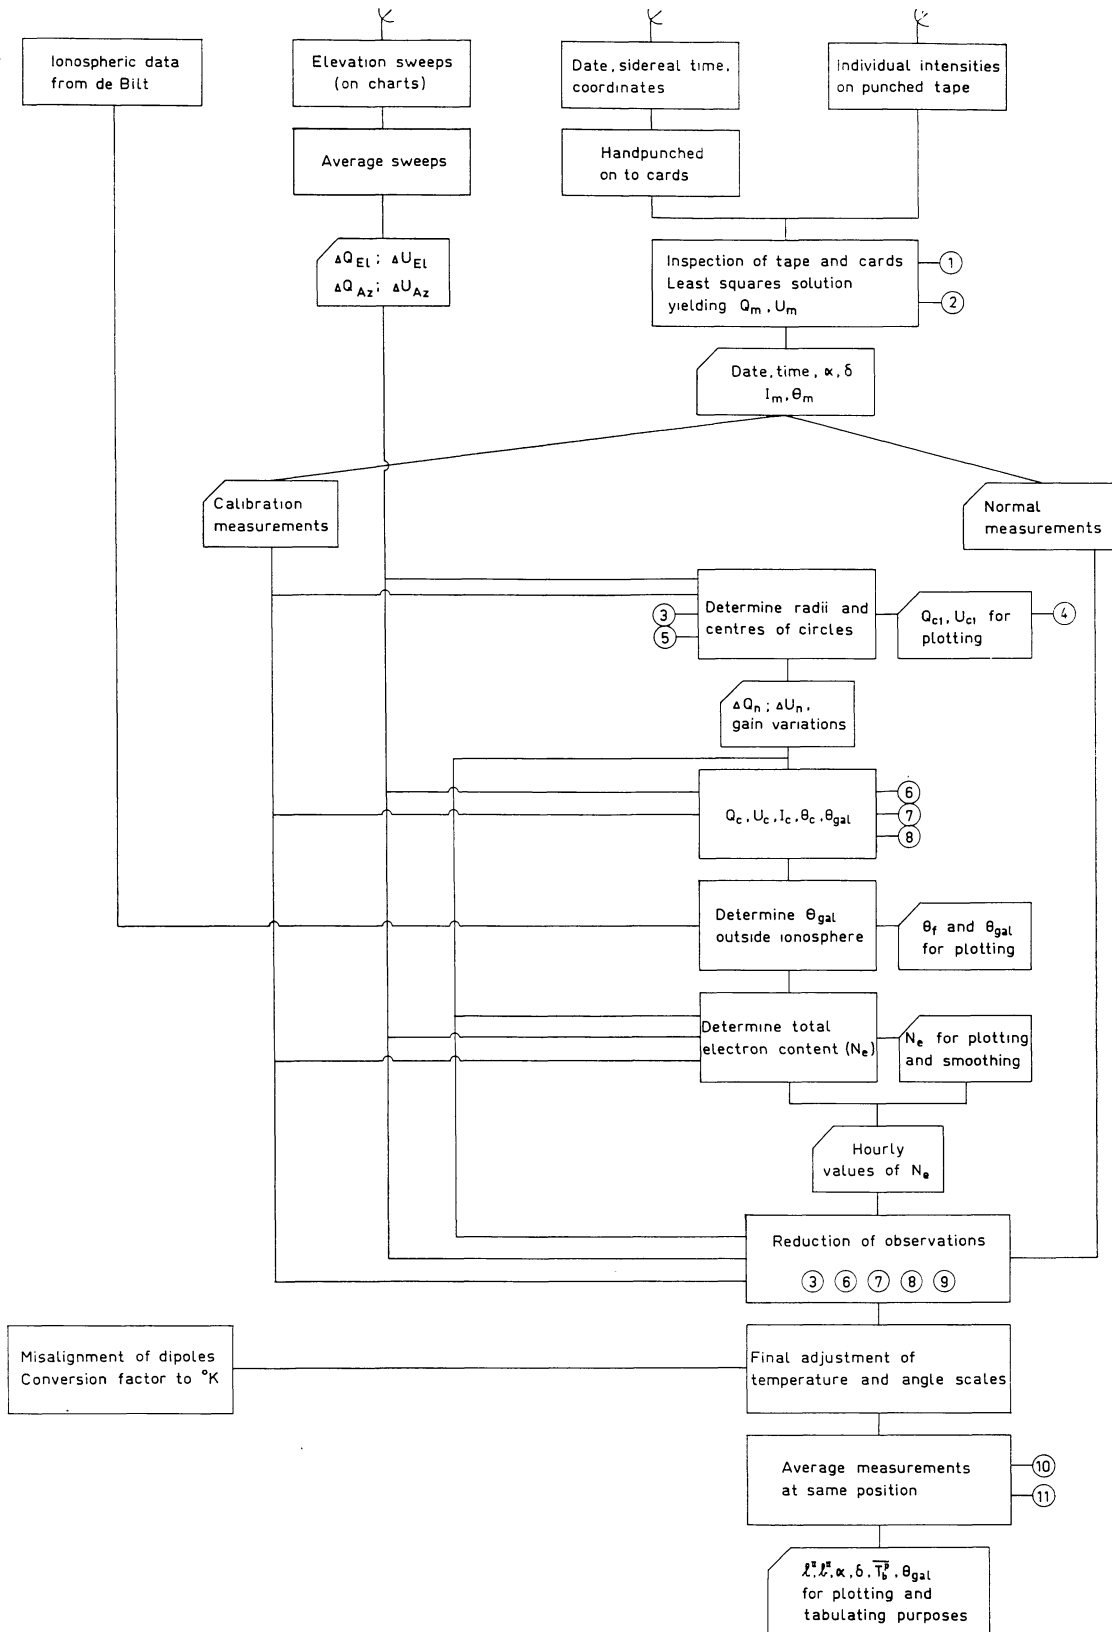 Ionospheric data
from de Bilt
Elevation sweeps
(on charts)
Date, sidereal time,
coordinates
Individual intensities
on punched tape
Average sweeps
Handpunched
on to cards
ΔQ_El ; ΔU_El
ΔQ_Az ; ΔU_Az
Inspection of tape and cards
Least squares solution
yielding Q_m , U_m
1
2
Date, time, α, δ
I_m, θ_m
Calibration
measurements
Normal
measurements
3
5
Determine radii and
centres of circles
Q_c1, U_c1 for
plotting
4
ΔQ_n ; ΔU_n ,
gain variations
Q_c , U_c , I_c , θ_c , θ_gal
6
7
8
Determine θ_gal
outside ionosphere
θ_f and θ_gal
for plotting
Determine total
electron content (N_e)
N_e for plotting
and smoothing
Hourly
values of N_e
Reduction of observations
3 6 7 8 9
Misalignment of dipoles
Conversion factor to °K
Final adjustment of
temperature and angle scales
Average measurements
at same position
10
11
l^II, b^II, α, δ, T_b^p, θ_gal
for plotting and
tabulating purposes